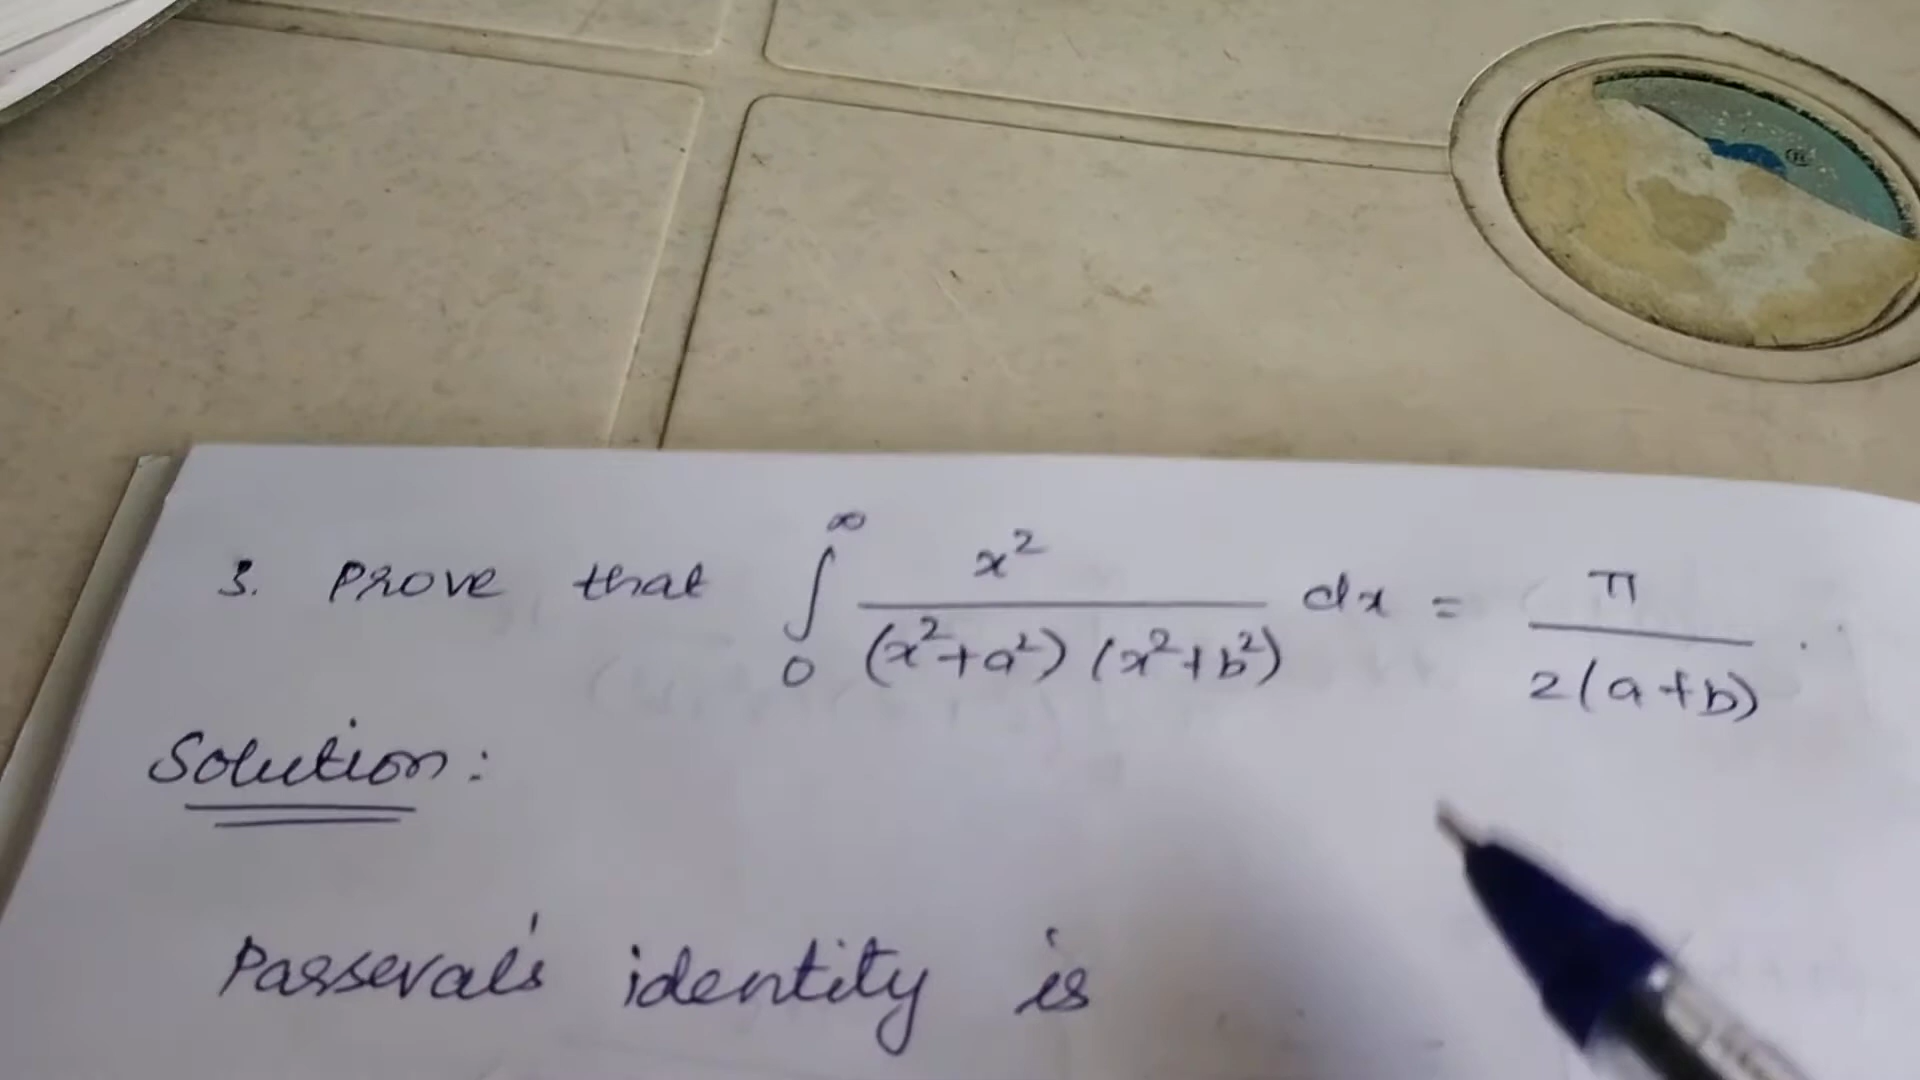 3. Prove that ∫₀^∞ x² / ((x²+a²) (x²+b²)) dx = π / (2(a+b)).
Solution:
Parseval's identity is